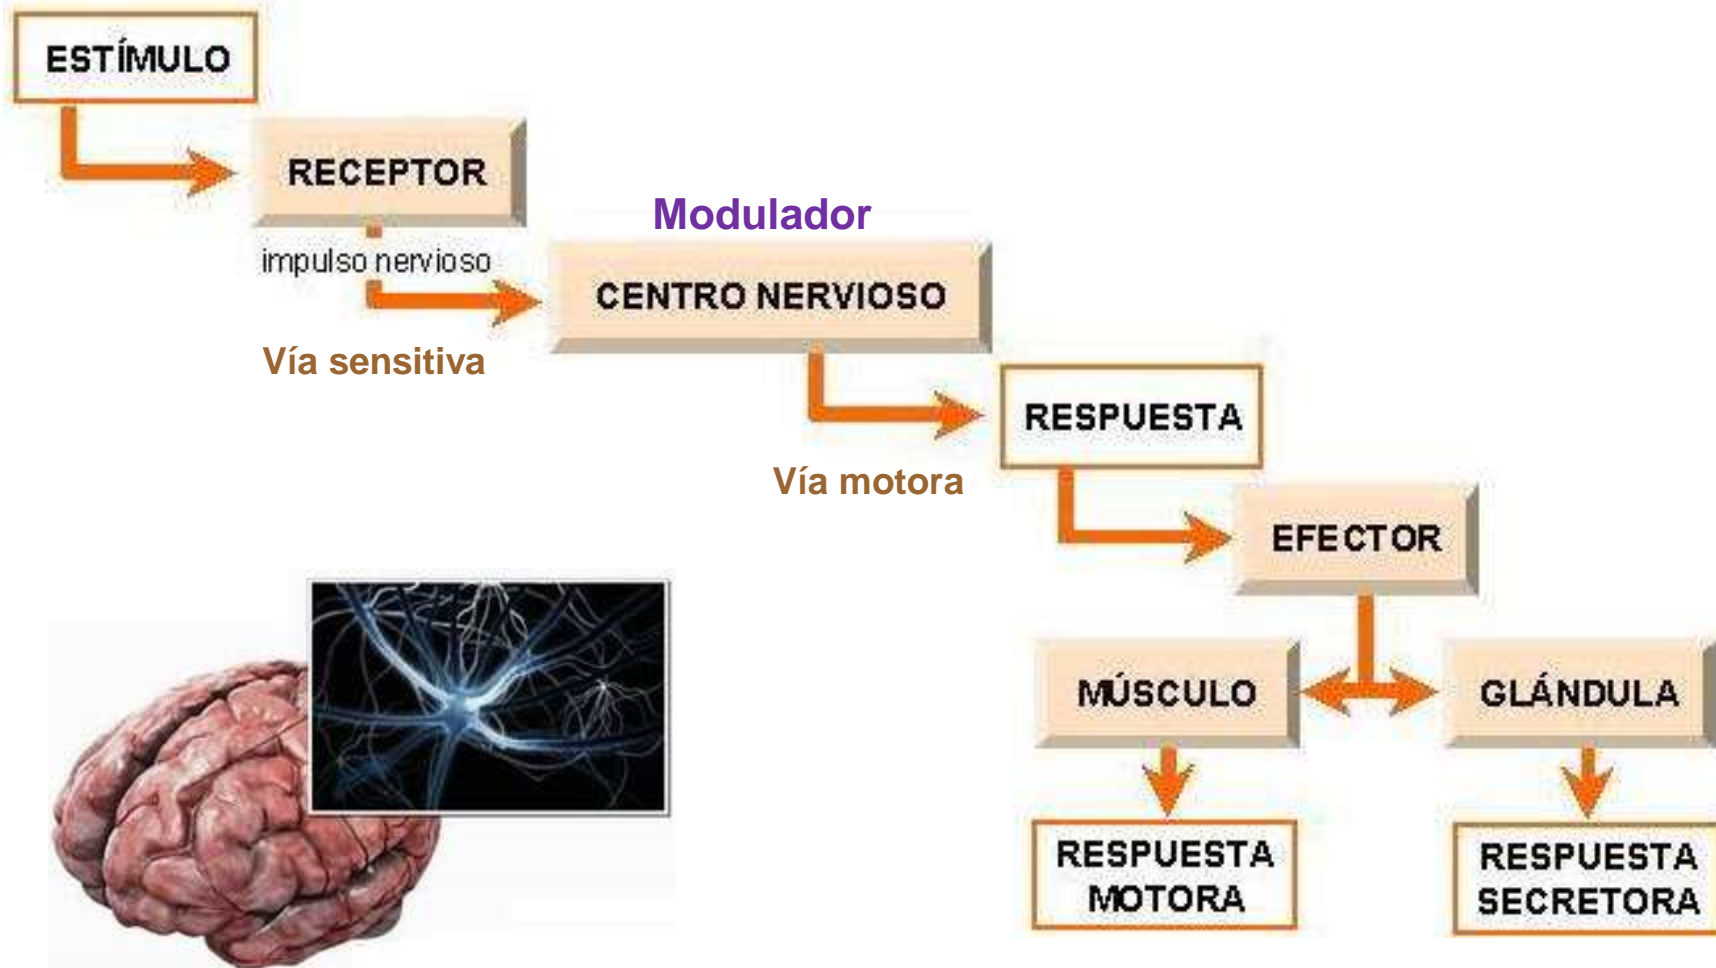 ESTÍMULO
RECEPTOR
impulso nervioso
Vía sensitiva
Modulador
CENTRO NERVIOSO
Vía motora
RESPUESTA
EFECTOR
MÚSCULO
GLÁNDULA
RESPUESTA
MOTORA
RESPUESTA
SECRETORA